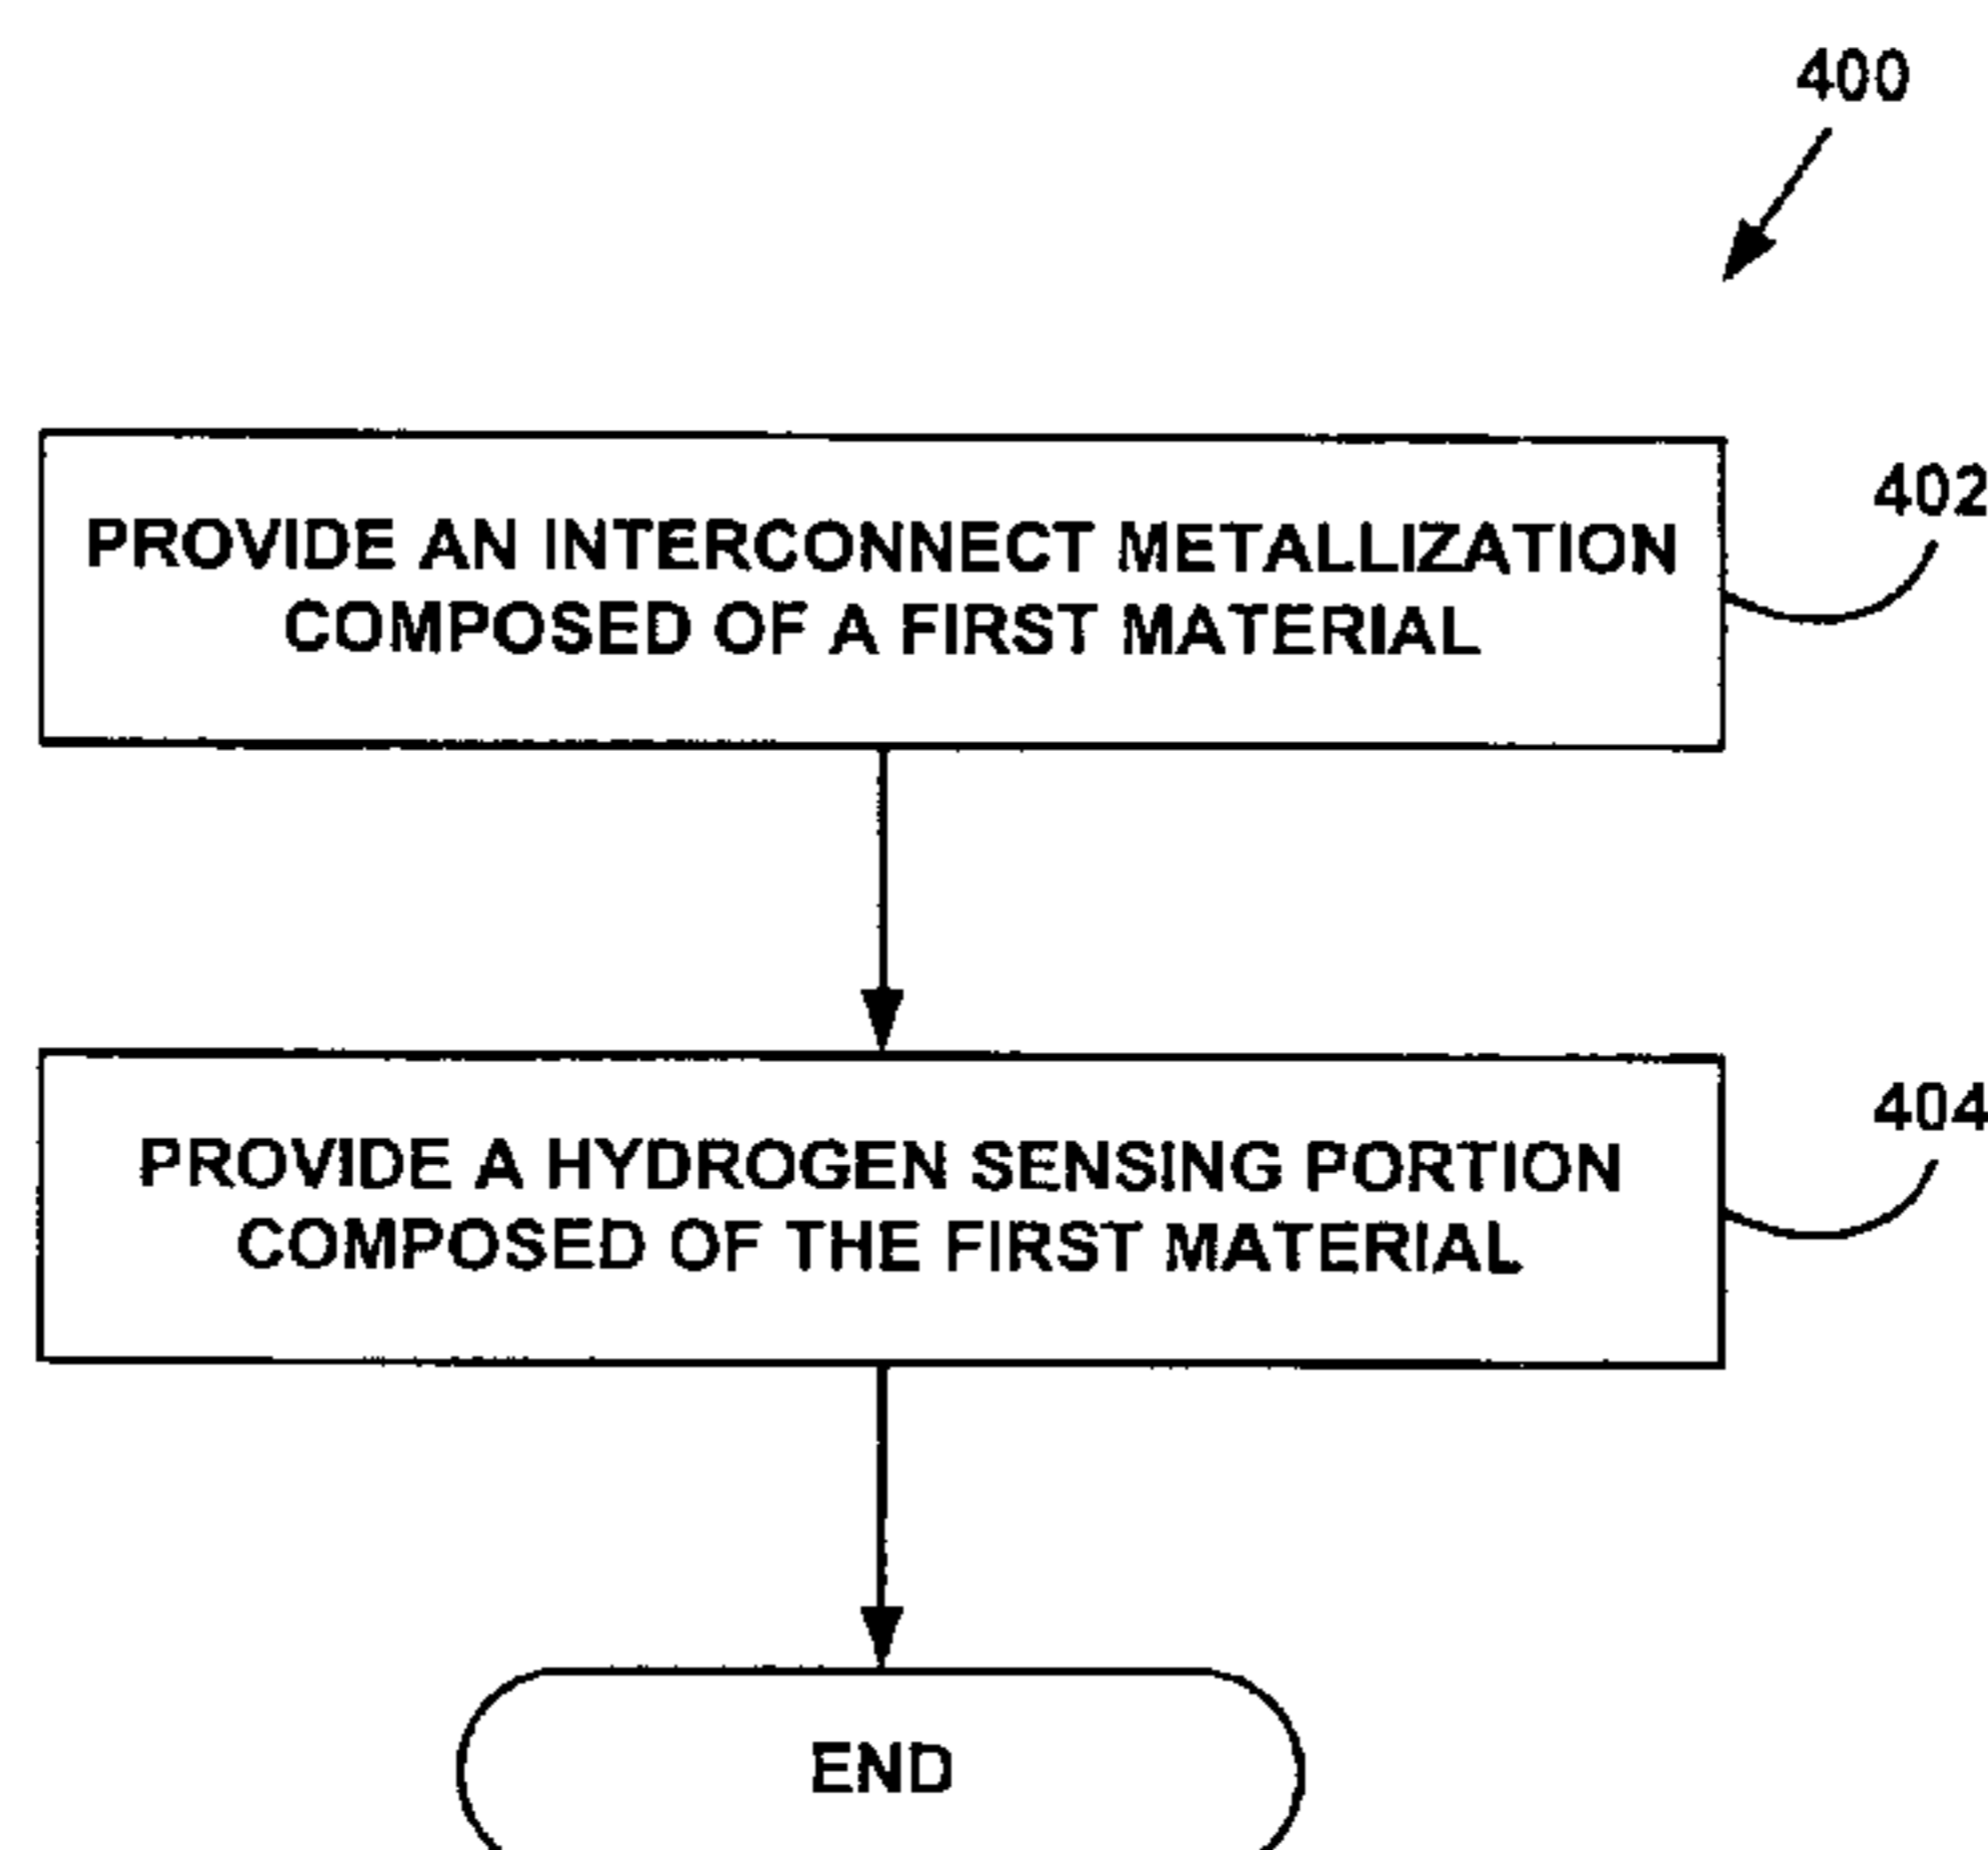 400
402
PROVIDE AN INTERCONNECT METALLIZATION
COMPOSED OF A FIRST MATERIAL
404
PROVIDE A HYDROGEN SENSING PORTION
COMPOSED OF THE FIRST MATERIAL
END